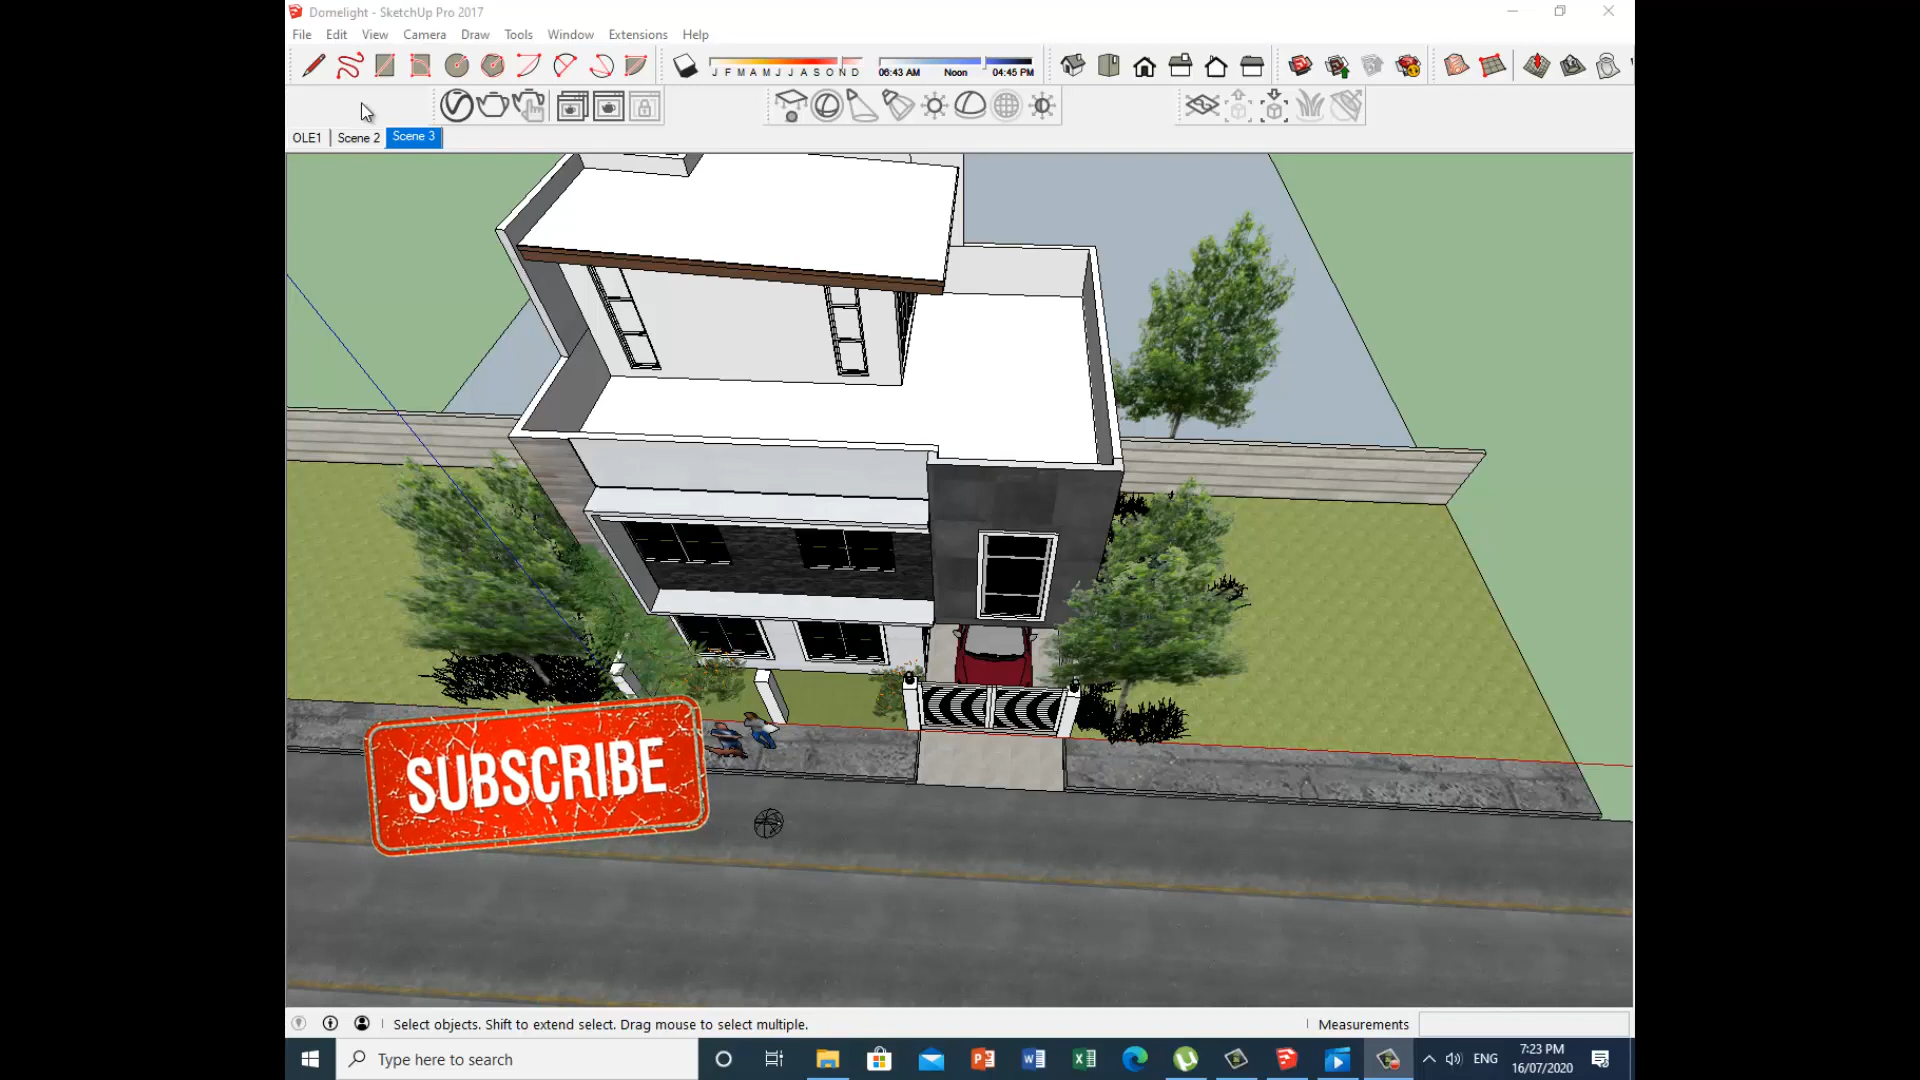 Domelight - SketchUp Pro 2017
File Edit View Camera Draw Tools Window Extensions Help
J F M A M J J A S O N D 06:43 AM Noon 04:45 PM
OLE1 Scene 2 Scene 3
SUBSCRIBE
Select objects. Shift to extend select. Drag mouse to select multiple. Measurements
Type here to search
ENG
7:23 PM
16/07/2020